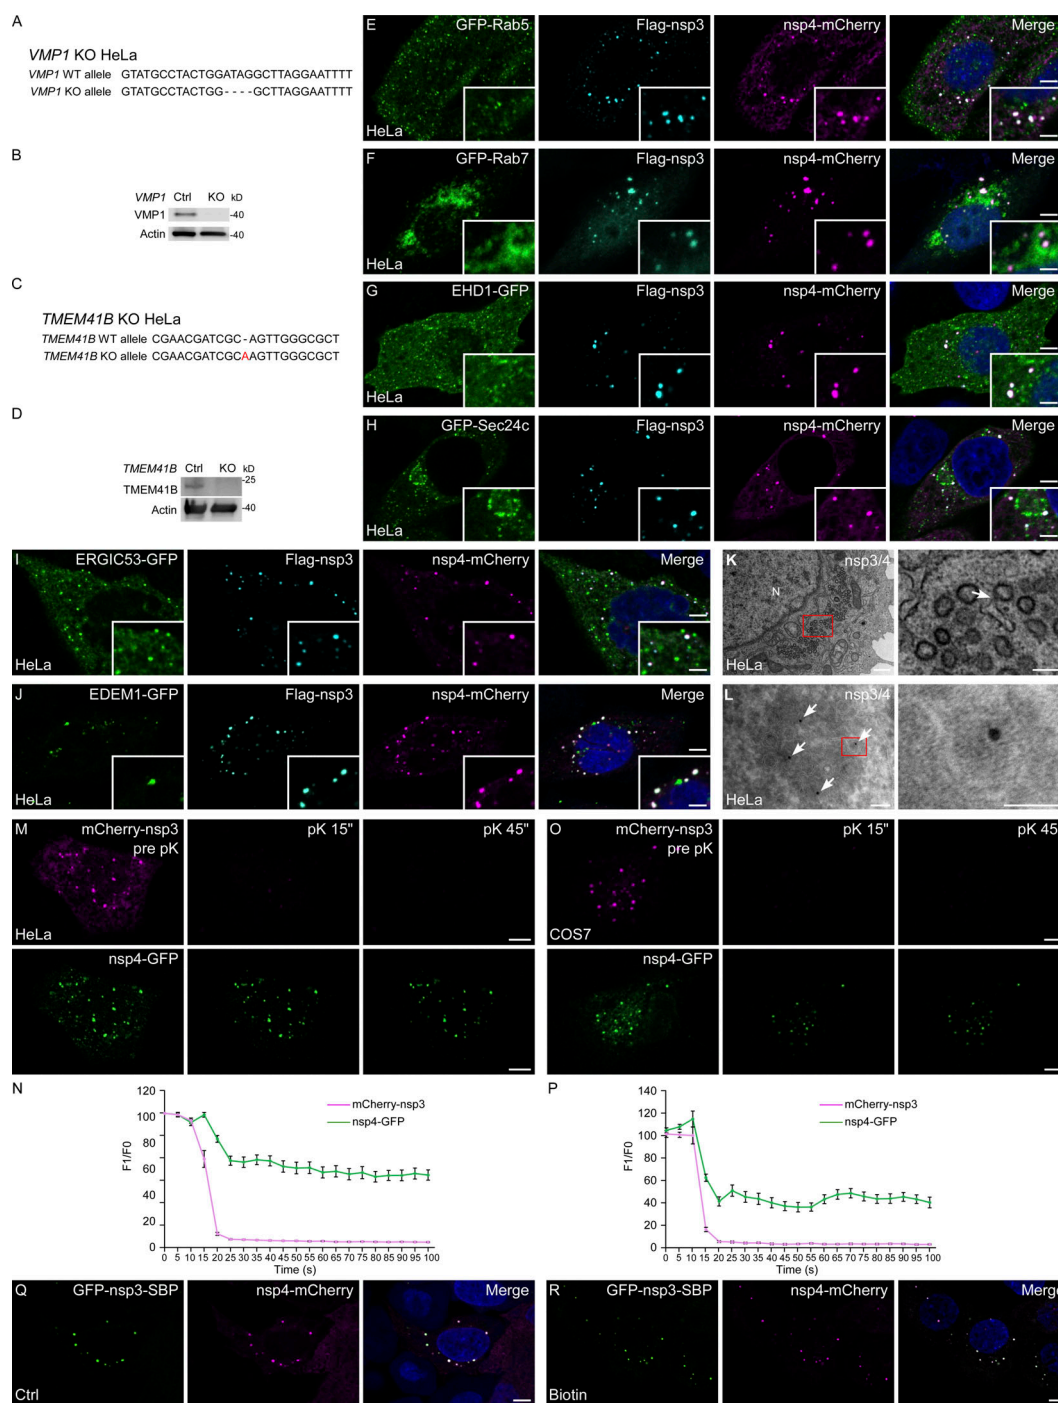 A
VMP1 KO HeLa
VMP1 WT allele GTATGCCTACTGGATAGGCTTAGGAATTTT
VMP1 KO allele GTATGCCTACTGG----GCTTAGGAATTTT
B
VMP1 Ctrl KO kD
VMP1 -40
Actin -40
C
TMEM41B KO HeLa
TMEM41B WT allele CGAACGATCGC-AGTTGGGCGCT
TMEM41B KO allele CGAACGATCGCAAGTTGGGCGCT
D
TMEM41B Ctrl KO kD
TMEM41B -25
Actin -40
E GFP-Rab5 Flag-nsp3 nsp4-mCherry Merge
HeLa
F GFP-Rab7 Flag-nsp3 nsp4-mCherry Merge
HeLa
G EHD1-GFP Flag-nsp3 nsp4-mCherry Merge
HeLa
H GFP-Sec24c Flag-nsp3 nsp4-mCherry Merge
HeLa
I ERGIC53-GFP Flag-nsp3 nsp4-mCherry Merge
HeLa
J EDEM1-GFP Flag-nsp3 nsp4-mCherry Merge
HeLa
K nsp3/4
N
HeLa
L nsp3/4
HeLa
M mCherry-nsp3 pK 15" pK 45"
pre pK
HeLa
nsp4-GFP
O mCherry-nsp3 pK 15" pK 45
pre pK
COS7
nsp4-GFP
N
120
100
80
60
40
20
0
F1/F0
mCherry-nsp3
nsp4-GFP
0 5 10 15 20 25 30 35 40 45 50 55 60 65 70 75 80 85 90 95 100
Time (s)
P
140
120
100
80
60
40
20
0
F1/F0
mCherry-nsp3
nsp4-GFP
0 5 10 15 20 25 30 35 40 45 50 55 60 65 70 75 80 85 90 95 100
Time (s)
Q GFP-nsp3-SBP nsp4-mCherry Merge
Ctrl
R GFP-nsp3-SBP nsp4-mCherry Merge
Biotin